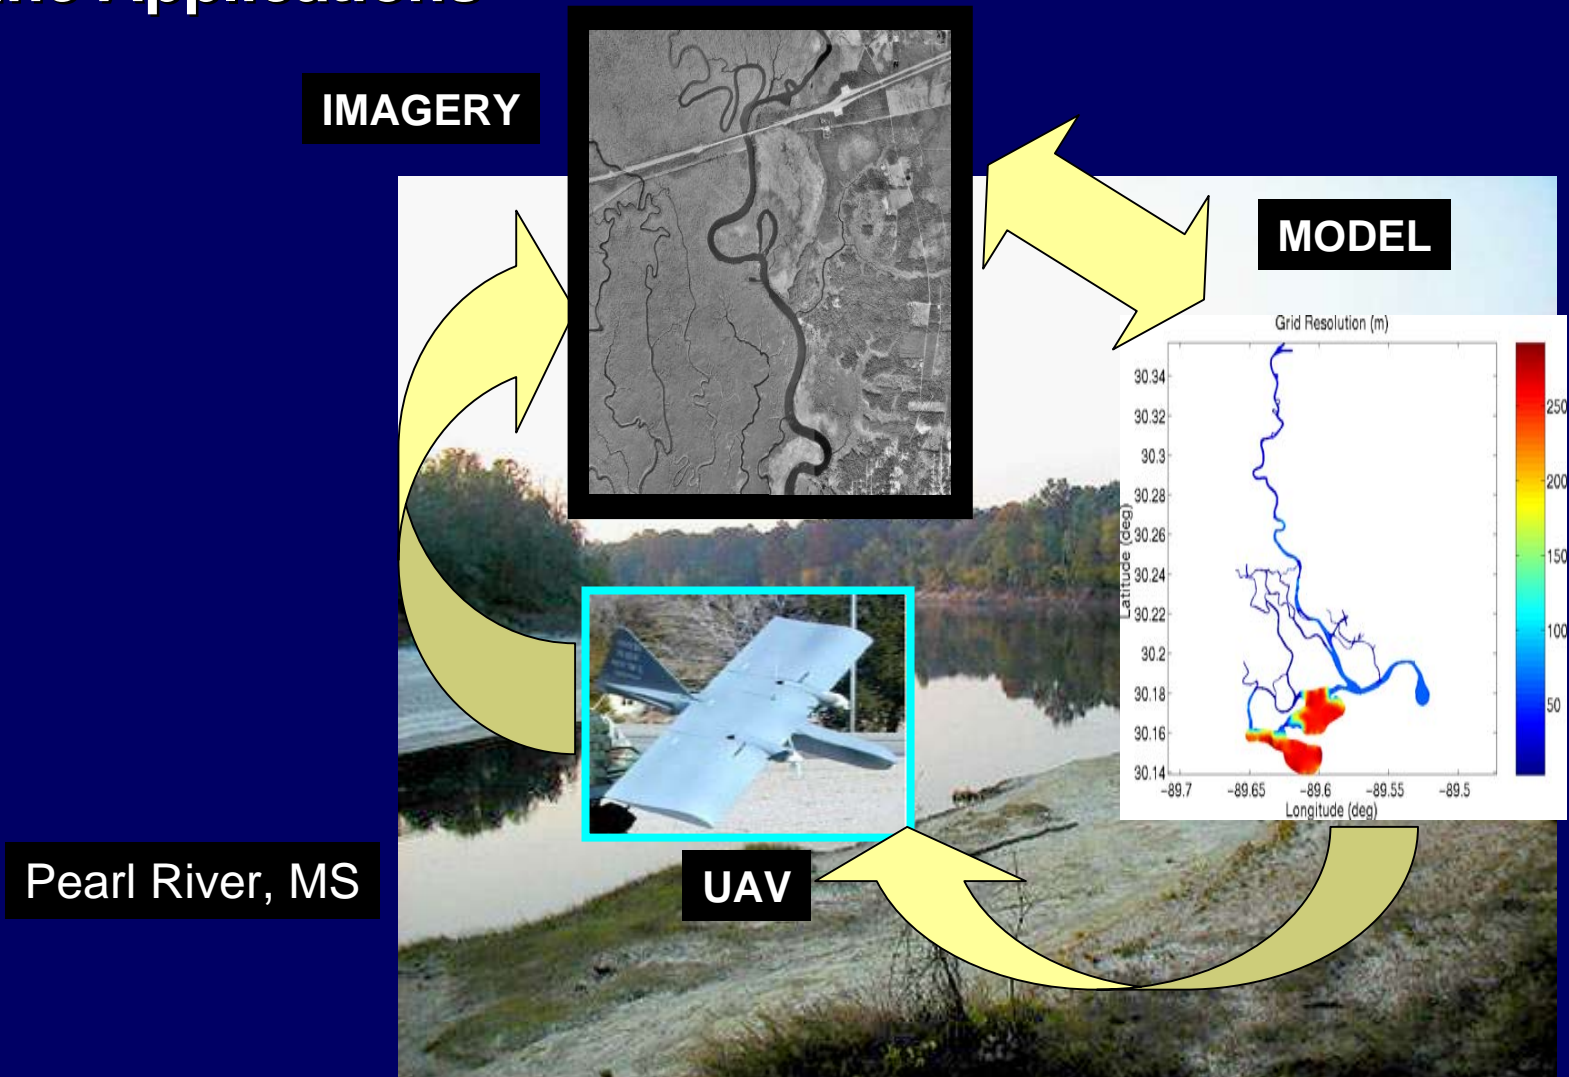 Applications
IMAGERY
MODEL
Grid Resolution (m)
30.34
30.32
30.3
30.28
30.26
30.24
30.22
30.2
30.18
30.16
30.14
Latitude (deg)
−89.7 −89.65 −89.6 −89.55 −89.5
Longitude (deg)
250
200
150
100
50
UAV
Pearl River, MS